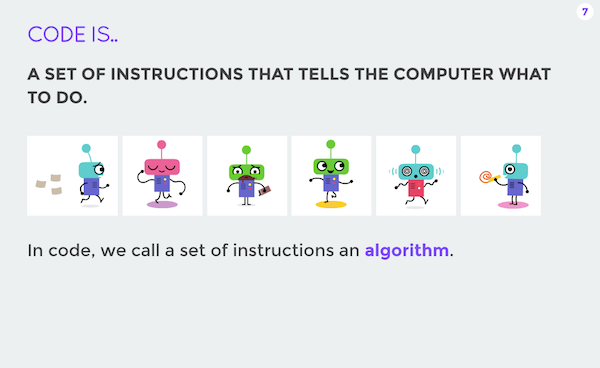 7
CODE IS..
A SET OF INSTRUCTIONS THAT TELLS THE COMPUTER WHAT
TO DO.
In code, we call a set of instructions an algorithm.